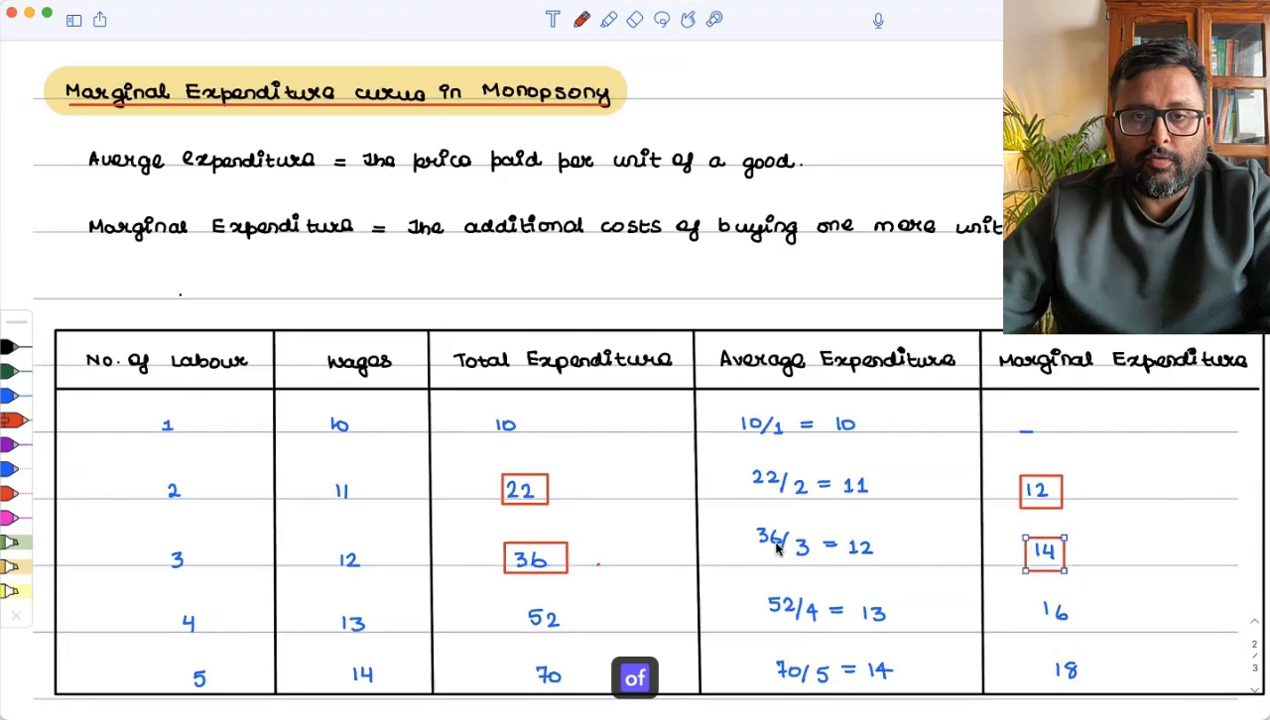 Marginal Expenditure curve in Monopsony
Averge expenditure = The price paid per unit of a good.
Marginal Expenditure = The additional costs of buying one more unit
No. of Labour Wages Total Expenditure Average Expenditure Marginal Expenditure
1 10 10 10/1 = 10 –
2 11 22 22/2 = 11 12
3 12 36 36/3 = 12 14
4 13 52 52/4 = 13 16
5 14 70 70/5 = 14 18
of
2
/
3